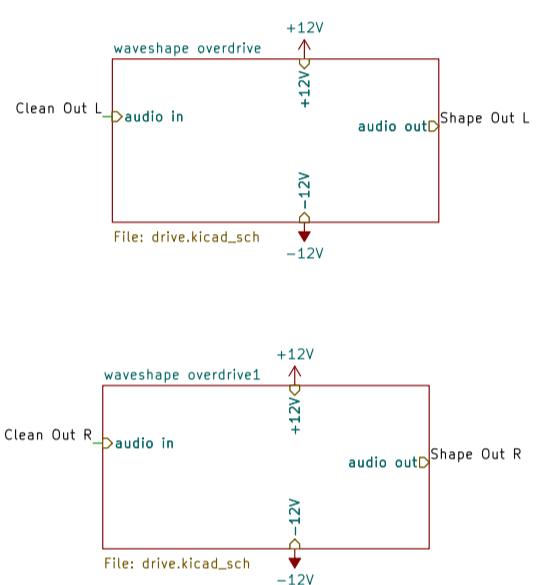 +12V
waveshape overdrive
+12V
Clean Out L
audio in
audio out
Shape Out L
−12V
File: drive.kicad_sch
−12V
+12V
waveshape overdrive1
+12V
Clean Out R
audio in
audio out
Shape Out R
−12V
File: drive.kicad_sch
−12V